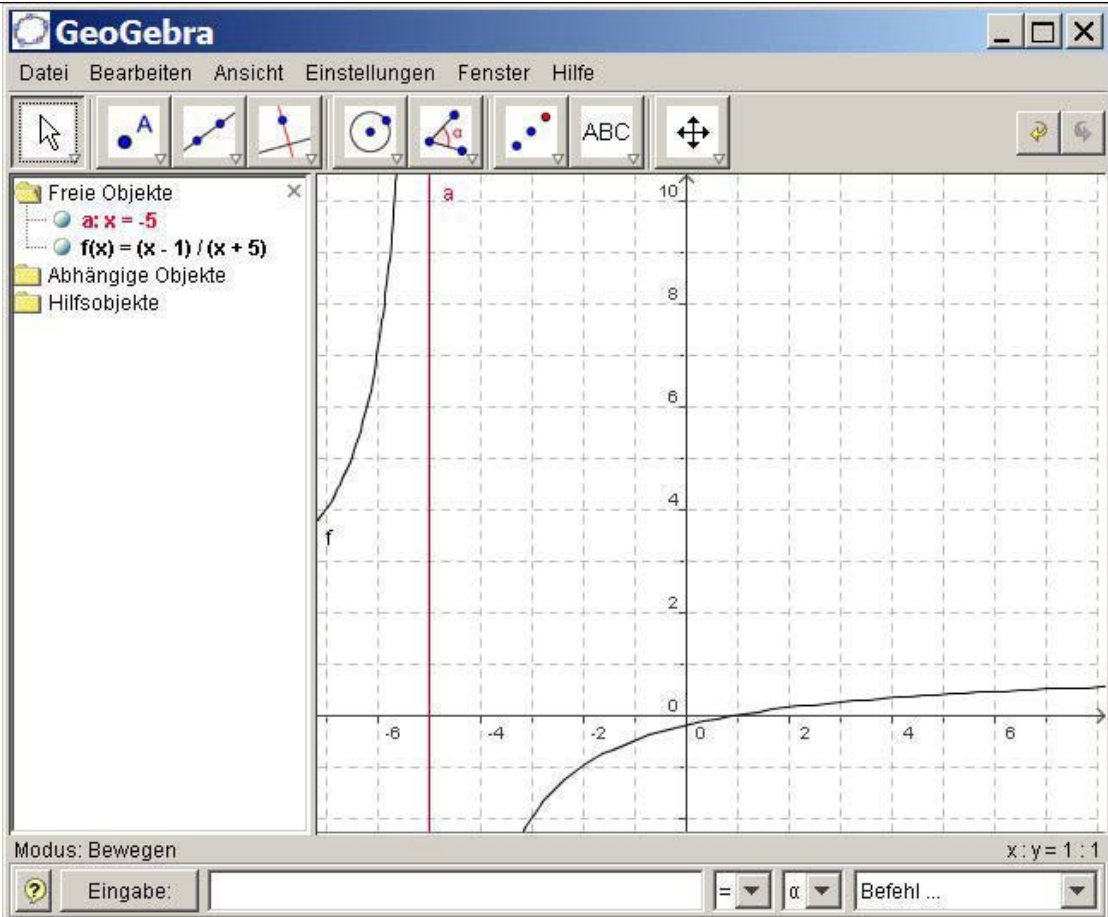 GeoGebra
Datei Bearbeiten Ansicht Einstellungen Fenster Hilfe
A α ABC
Freie Objekte
a: x = -5
f(x) = (x - 1) / (x + 5)
Abhängige Objekte
Hilfsobjekte
a
10
8
6
4
f
2
0
-6 -4 -2 0 2 4 6
Modus: Bewegen x : y = 1 : 1
? Eingabe: = α Befehl ...